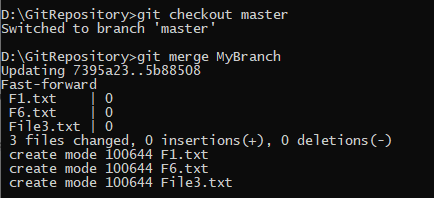 D:\GitRepository>git checkout master
Switched to branch 'master'
D:\GitRepository>git merge MyBranch
Updating 7395a23..5b88508
Fast-forward
F1.txt | 0
F6.txt | 0
File3.txt | 0
3 files changed, 0 insertions(+), 0 deletions(-)
create mode 100644 F1.txt
create mode 100644 F6.txt
create mode 100644 File3.txt